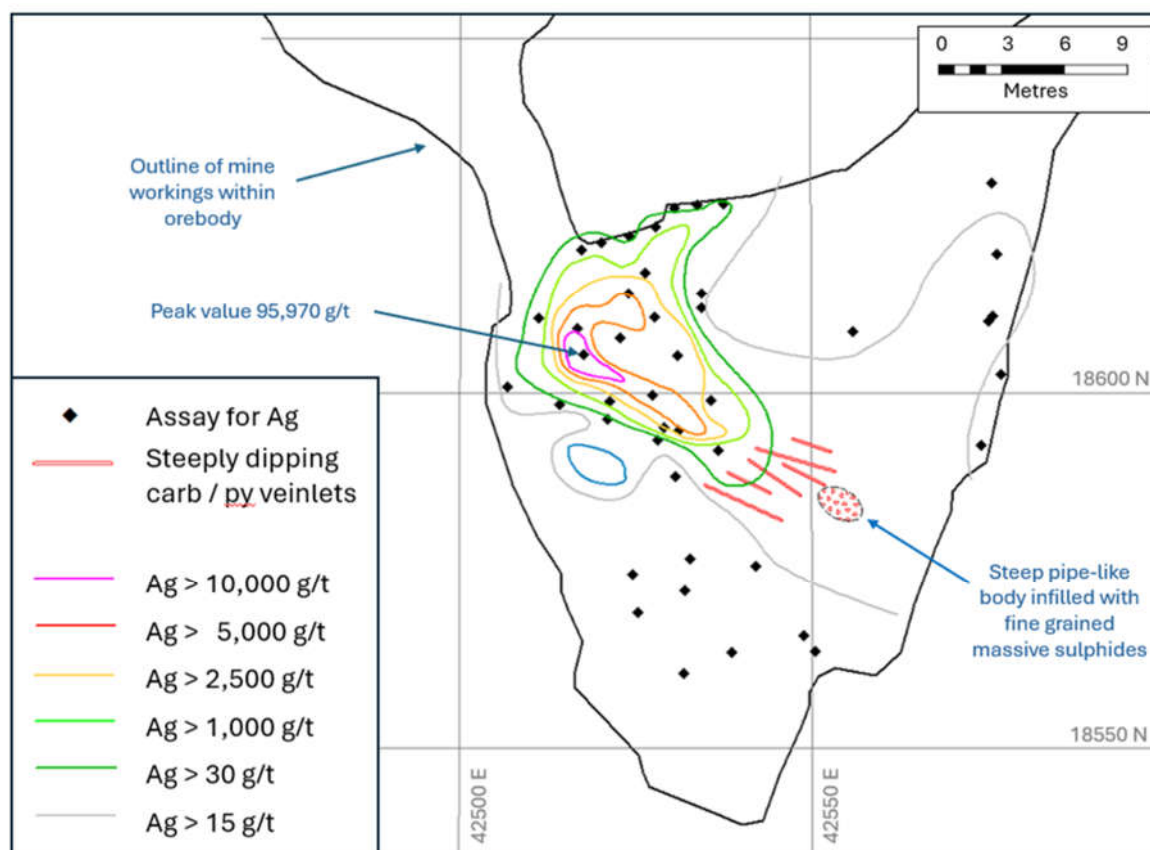 0 3 6 9
Metres
Outline of mine
workings within
orebody
Peak value 95,970 g/t
18600 N
Assay for Ag
Steeply dipping
carb / py veinlets
Ag > 10,000 g/t
Ag > 5,000 g/t
Ag > 2,500 g/t
Ag > 1,000 g/t
Ag > 30 g/t
Ag > 15 g/t
Steep pipe-like
body infilled with
fine grained
massive sulphides
18550 N
42500 E
42550 E